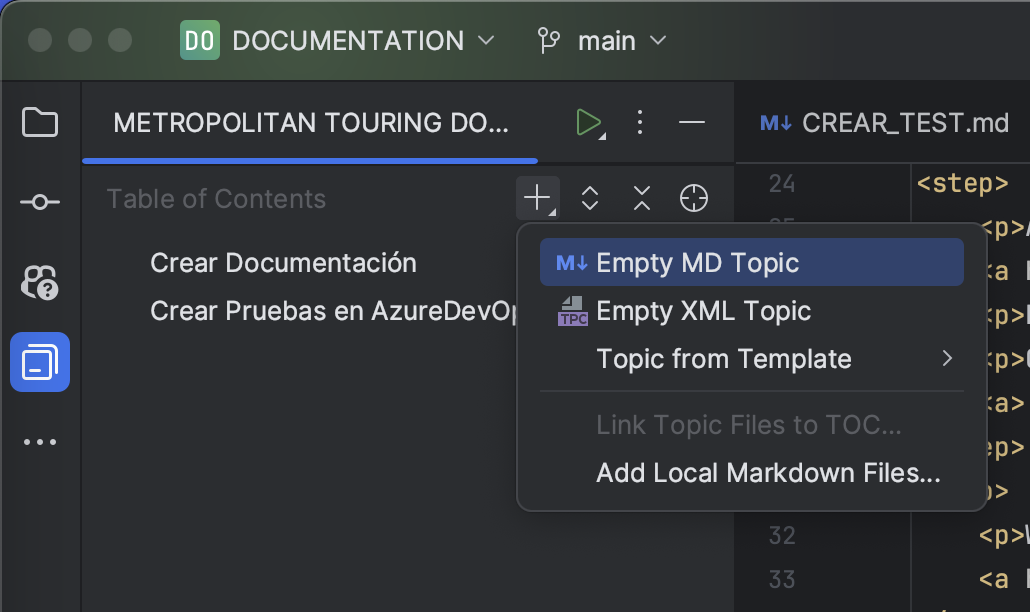 DO DOCUMENTATION main
METROPOLITAN TOURING DO...
M↓ CREAR_TEST.md
Table of Contents
Crear Documentación
Crear Pruebas en AzureDevOp
M↓ Empty MD Topic
TPC Empty XML Topic
Topic from Template
Link Topic Files to TOC...
Add Local Markdown Files...
24 <step>
<p>
<a
<p>
<p>
<a>
ep>
>
32 <p>
33 <a